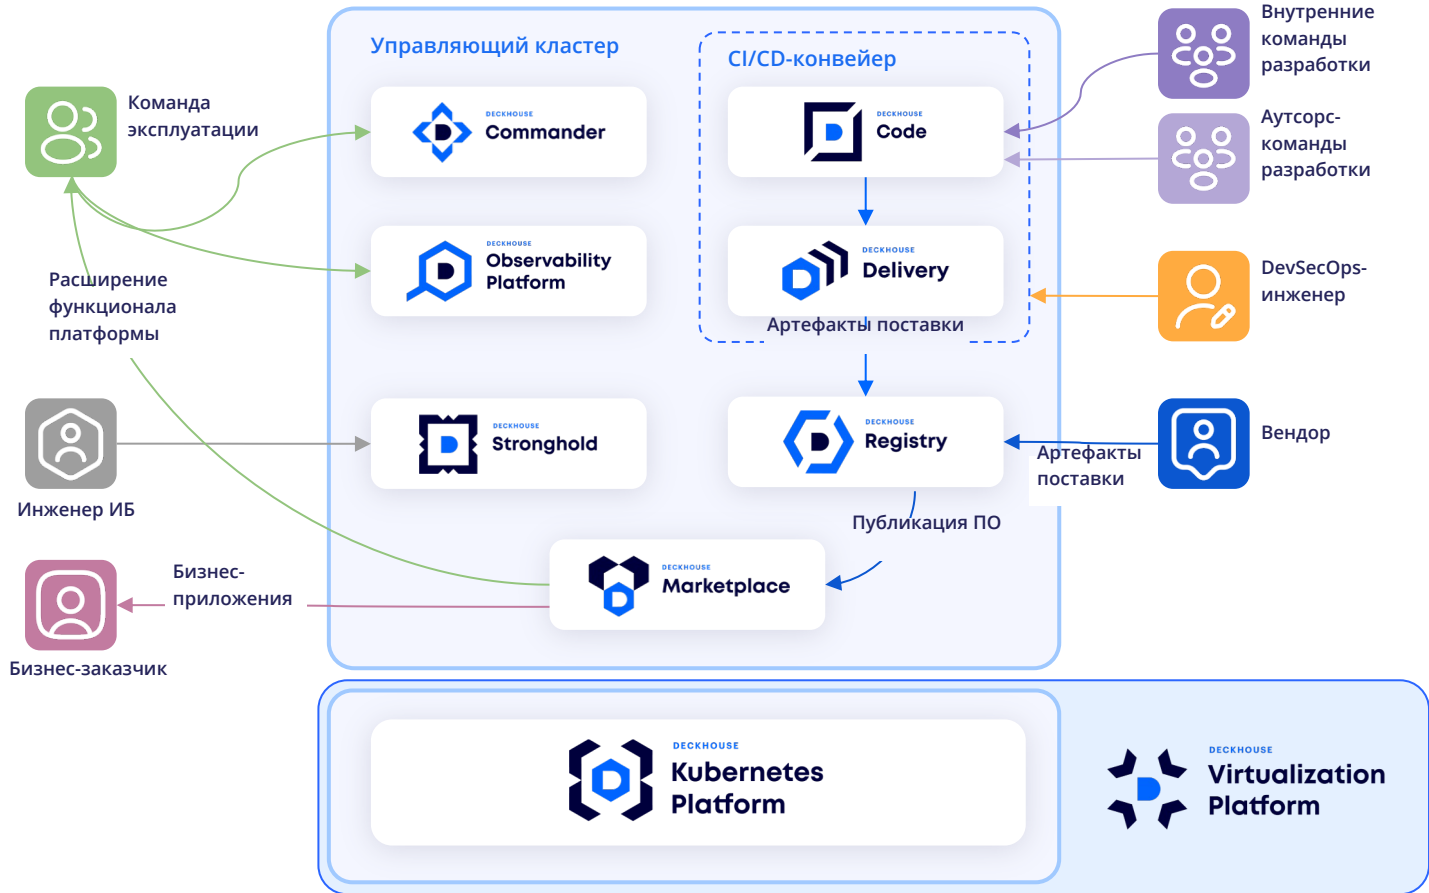 Управляющий кластер
CI/CD-конвейер
Внутренние
команды
разработки
Команда
эксплуатации
DECKHOUSE
Commander
DECKHOUSE
Code
Аутсорс-
команды
разработки
DECKHOUSE
Observability
Platform
DECKHOUSE
Delivery
DevSecOps-
инженер
Расширение
функционала
платформы
Артефакты поставки
DECKHOUSE
Stronghold
DECKHOUSE
Registry
Вендор
Артефакты
поставки
Инженер ИБ
Публикация ПО
Бизнес-
приложения
DECKHOUSE
Marketplace
Бизнес-заказчик
DECKHOUSE
Kubernetes
Platform
DECKHOUSE
Virtualization
Platform